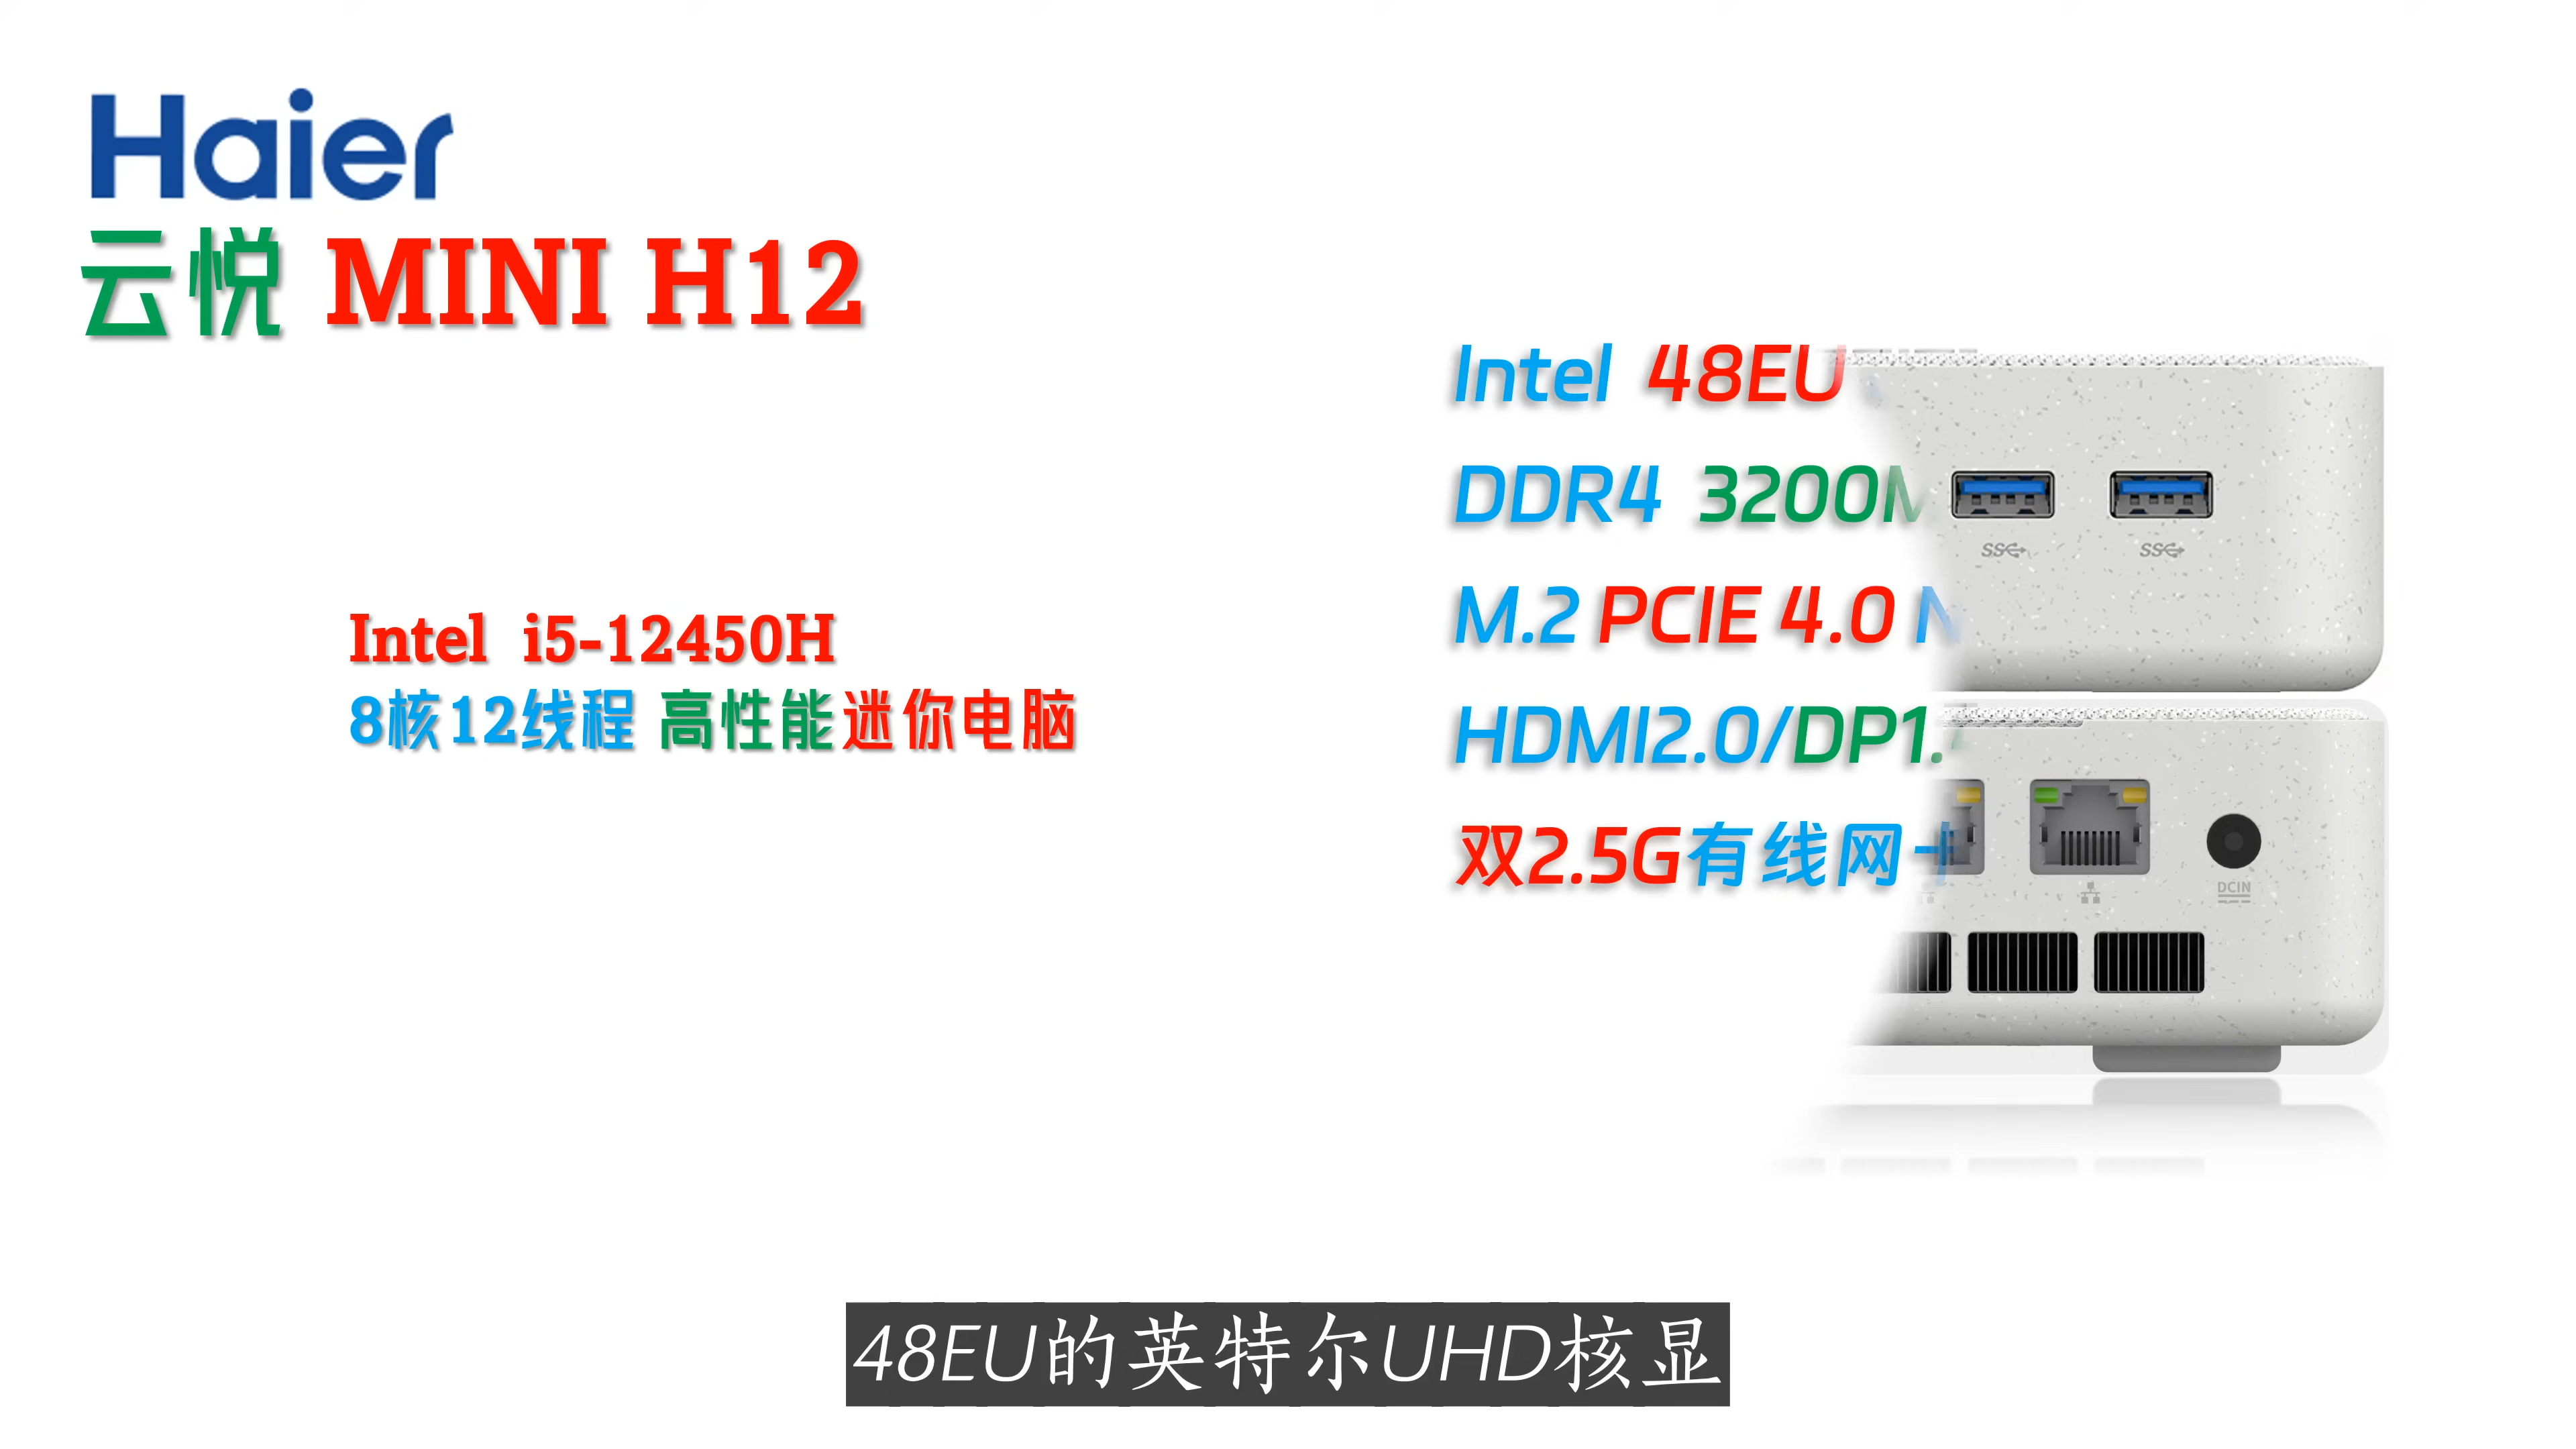 Haier
云悦 MINI H12
Intel i5-12450H
8核12线程 高性能迷你电脑
Intel 48EU
DDR4 3200M
M.2 PCIE 4.0 N
HDMI2.0/DP1.
双2.5G有线网
SS
SS
DCIN
48EU的英特尔UHD核显